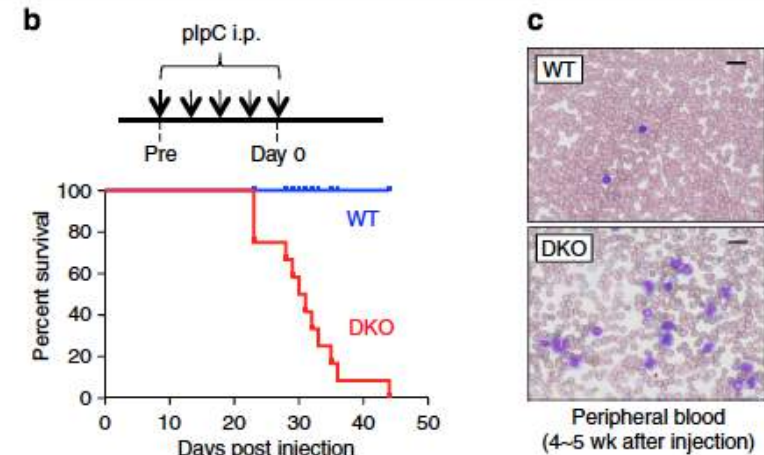 b
pIpC i.p.
Pre
Day 0
100
80
60
40
20
0
Percent survival
WT
DKO
0 10 20 30 40 50
Days post injection
c
WT
DKO
Peripheral blood
(4~5 wk after injection)